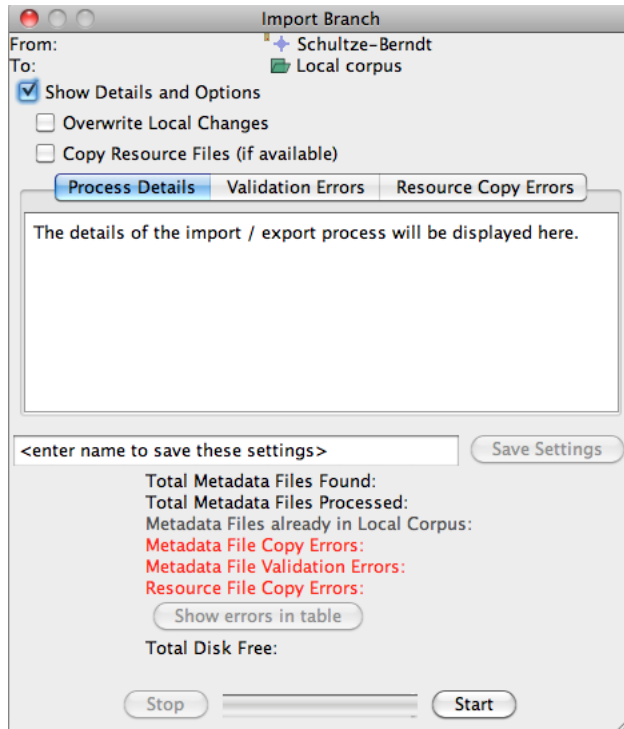 Import Branch
From: Schultze-Berndt
To: Local corpus
Show Details and Options
Overwrite Local Changes
Copy Resource Files (if available)
Process Details Validation Errors Resource Copy Errors
The details of the import / export process will be displayed here.
<enter name to save these settings> Save Settings
Total Metadata Files Found:
Total Metadata Files Processed:
Metadata Files already in Local Corpus:
Metadata File Copy Errors:
Metadata File Validation Errors:
Resource File Copy Errors:
Show errors in table
Total Disk Free:
Stop Start